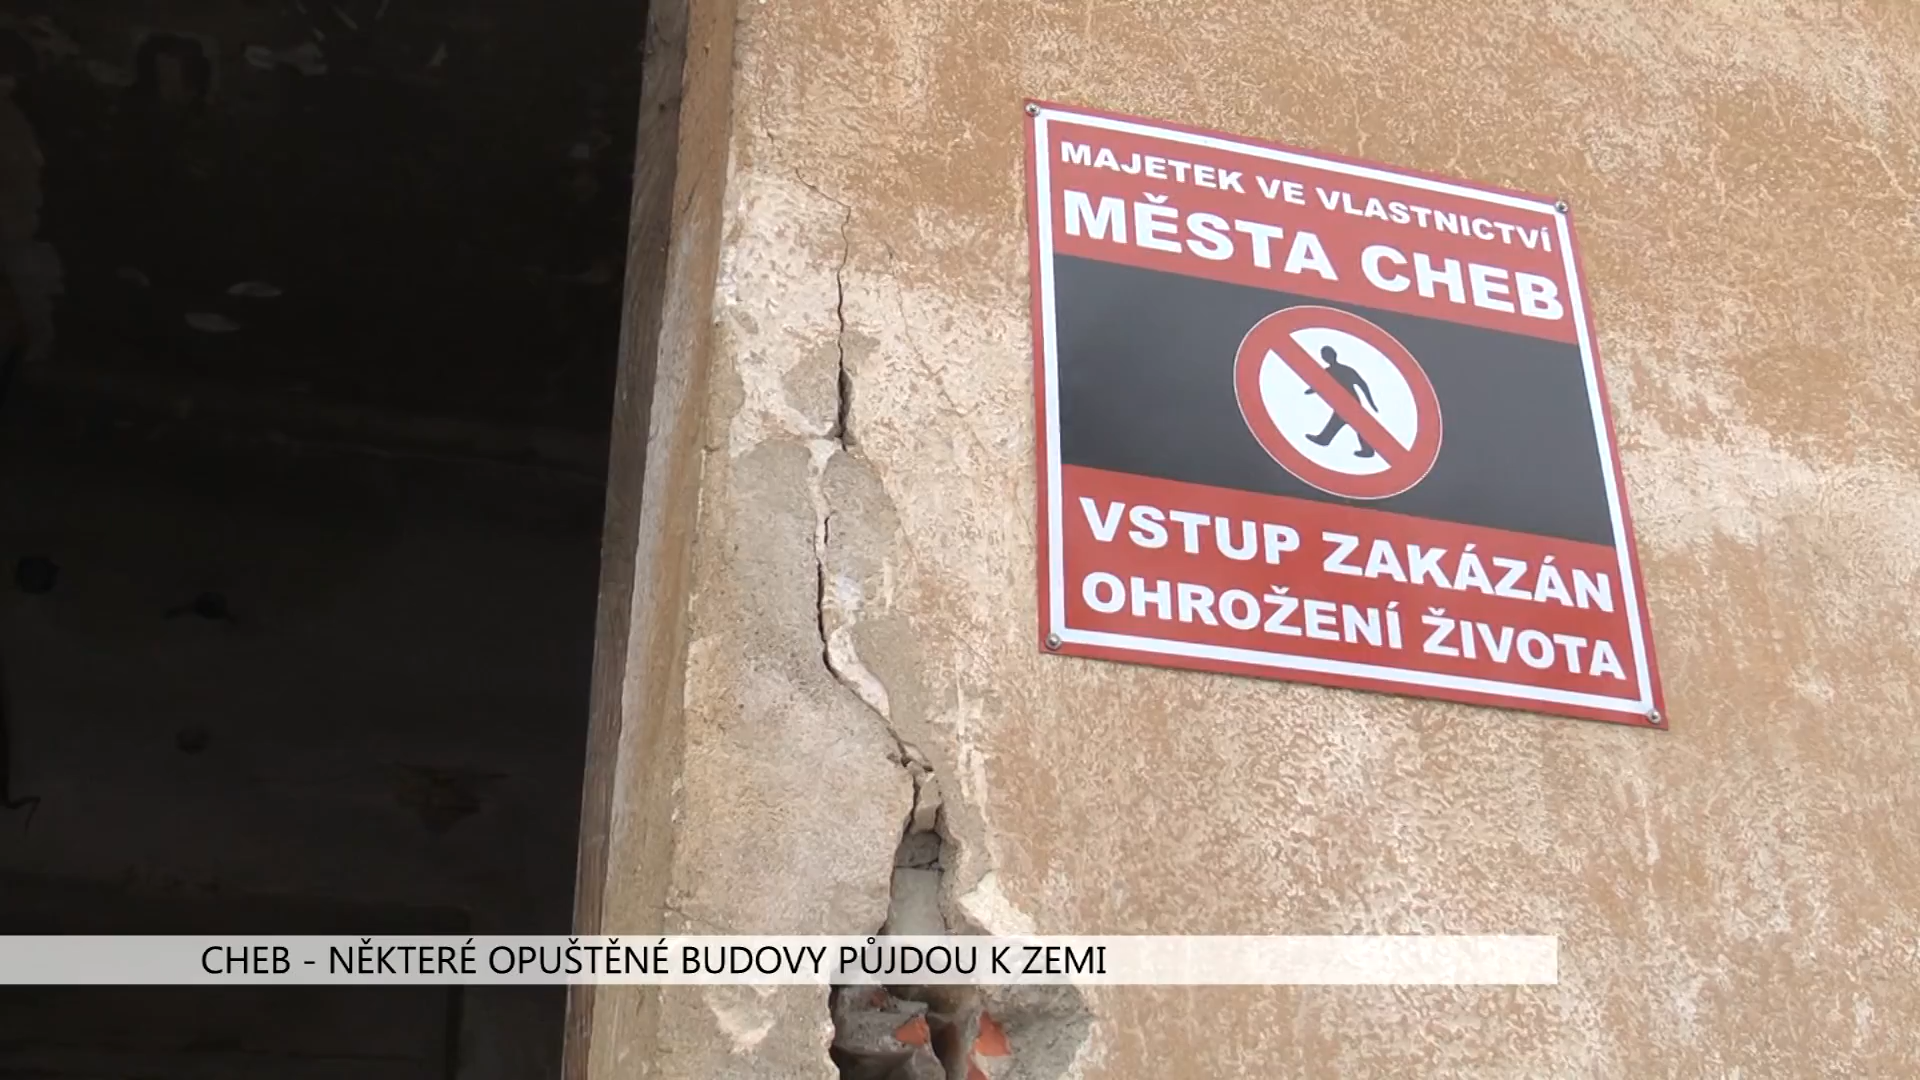 MAJETEK VE VLASTNICTVÍ
MĚSTA CHEB
VSTUP ZAKÁZÁN
OHROŽENÍ ŽIVOTA
CHEB - NĚKTERÉ OPUŠTĚNÉ BUDOVY PŮJDOU K ZEMI